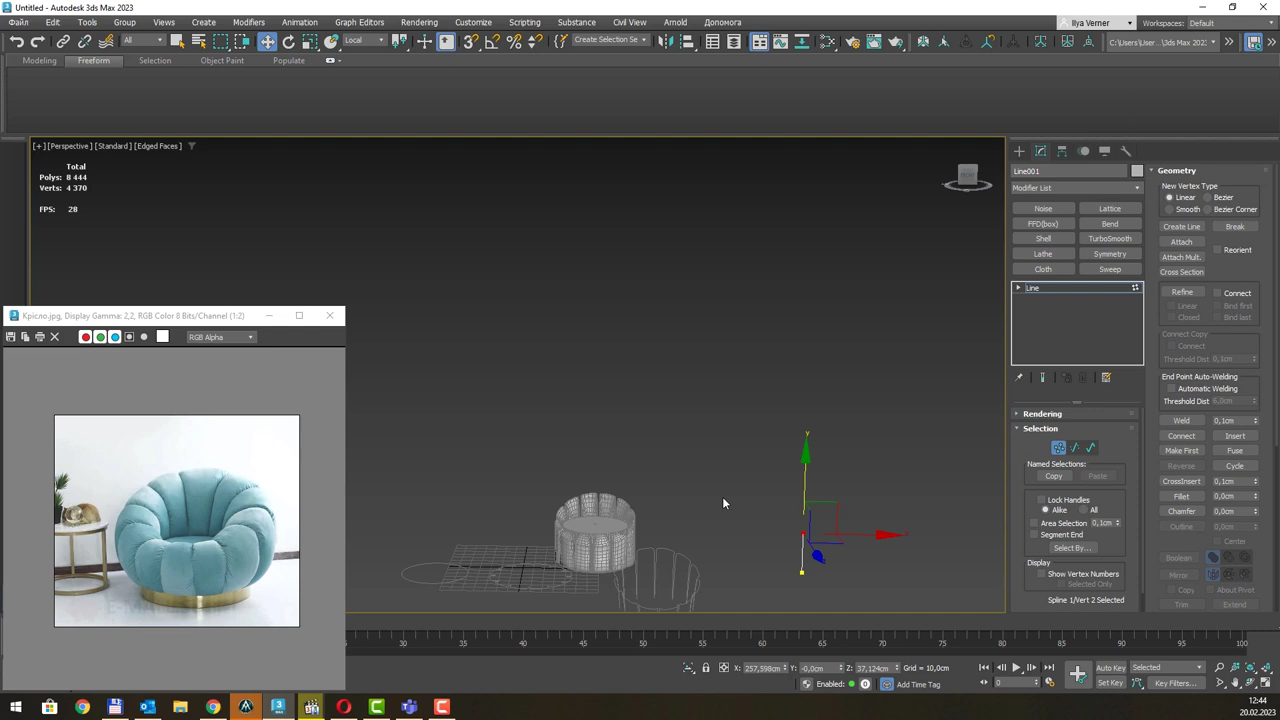 Untitled - Autodesk 3ds Max 2023
Файл Edit Tools Group Views Create Modifiers Animation Graph Editors Rendering Customize Scripting Substance Civil View Arnold Допомога
Ilya Verner
Workspaces: Default
All
Local
Create Selection Se
C:\Users\User...\3ds Max 202
Modeling Freeform Selection Object Paint Populate
[+] [Perspective ] [Standard ] [Edged Faces ]
Total
Polys: 8 444
Verts: 4 370
FPS: 28
Крісло.jpg, Display Gamma: 2,2, RGB Color 8 Bits/Channel (1:2)
RGB Alpha
y
Line001
Modifier List
Noise Lattice
FFD(box) Bend
Shell TurboSmooth
Lathe Symmetry
Cloth Sweep
Line
Rendering
Selection
Named Selections:
Copy Paste
Lock Handles
Alike All
Area Selection 0,1cm
Segment End
Select By...
Display
Show Vertex Numbers
Selected Only
Spline 1/Vert 2 Selected
Geometry
New Vertex Type
Linear Bezier
Smooth Bezier Corner
Create Line Break
Attach
Reorient
Attach Mult.
Cross Section
Refine Connect
Linear Bind first
Closed Bind last
Connect Copy
Connect
Threshold Dist 0,1cm
End Point Auto-Welding
Automatic Welding
Threshold Dist 6,0cm
Weld 0,1cm
Connect Insert
Make First Fuse
Reverse Cycle
CrossInsert 0,1cm
Fillet 0,0cm
Chamfer 0,0cm
Outline 0,0cm
Center
Boolean
Mirror
Copy About Pivot
Trim Extend
30 35 40 45 50 55 60 65 70 75 80 85 90 95 100
X: 257,598cm Y: -0,0cm Z: 37,124cm Grid = 10,0cm
Enabled: Add Time Tag
0
Auto Key Selected
Set Key Key Filters...
12:44
20.02.2023